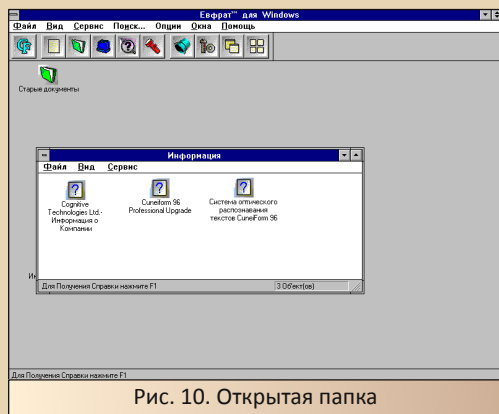 Евфрат™ для Windows
Файл Вид Сервис Поиск... Опции Окна Помощь
Старые документы
Информация
Файл Вид Сервис
Cognitive
Technologies Ltd.-
Информация о
Компании
Cuneiform 96
Professional Upgrade
Система оптического
распознавания
текстов CuneiForm 96
Для Получения Справки нажмите F1
3 Объект(ов)
Для Получения Справки нажмите F1
Рис. 10. Открытая папка